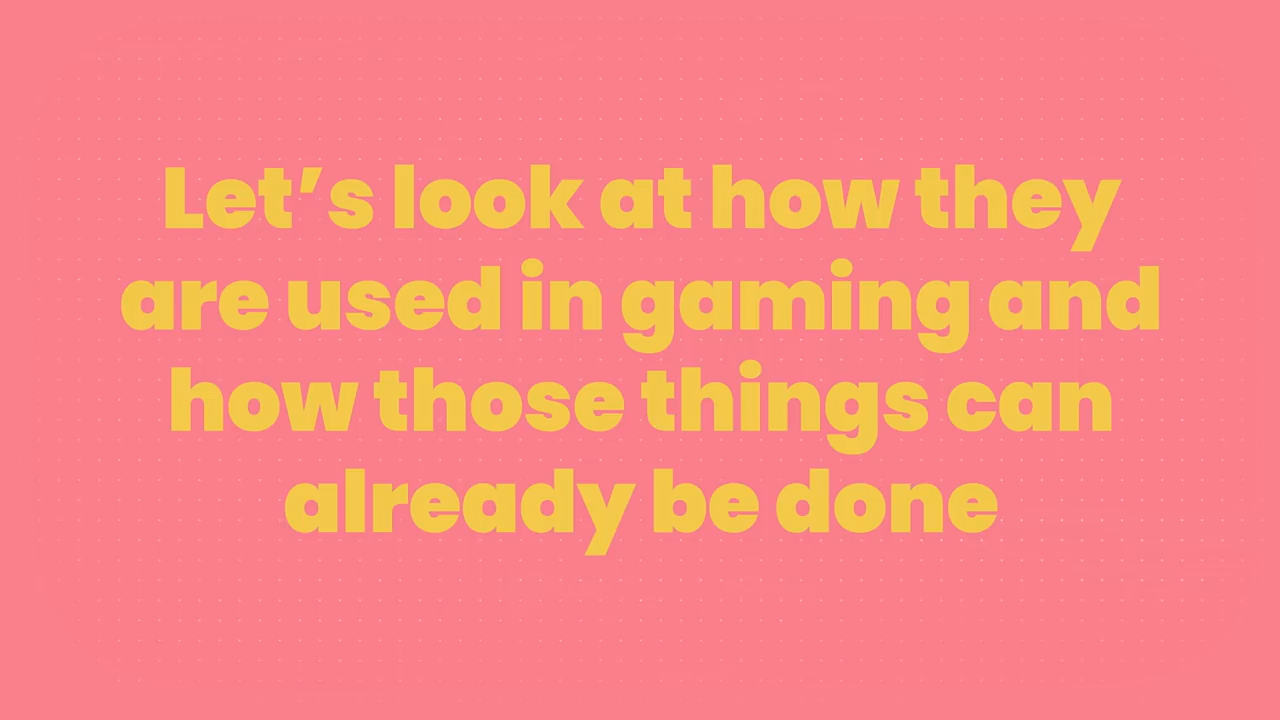 Let’s look at how they
are used in gaming and
how those things can
already be done